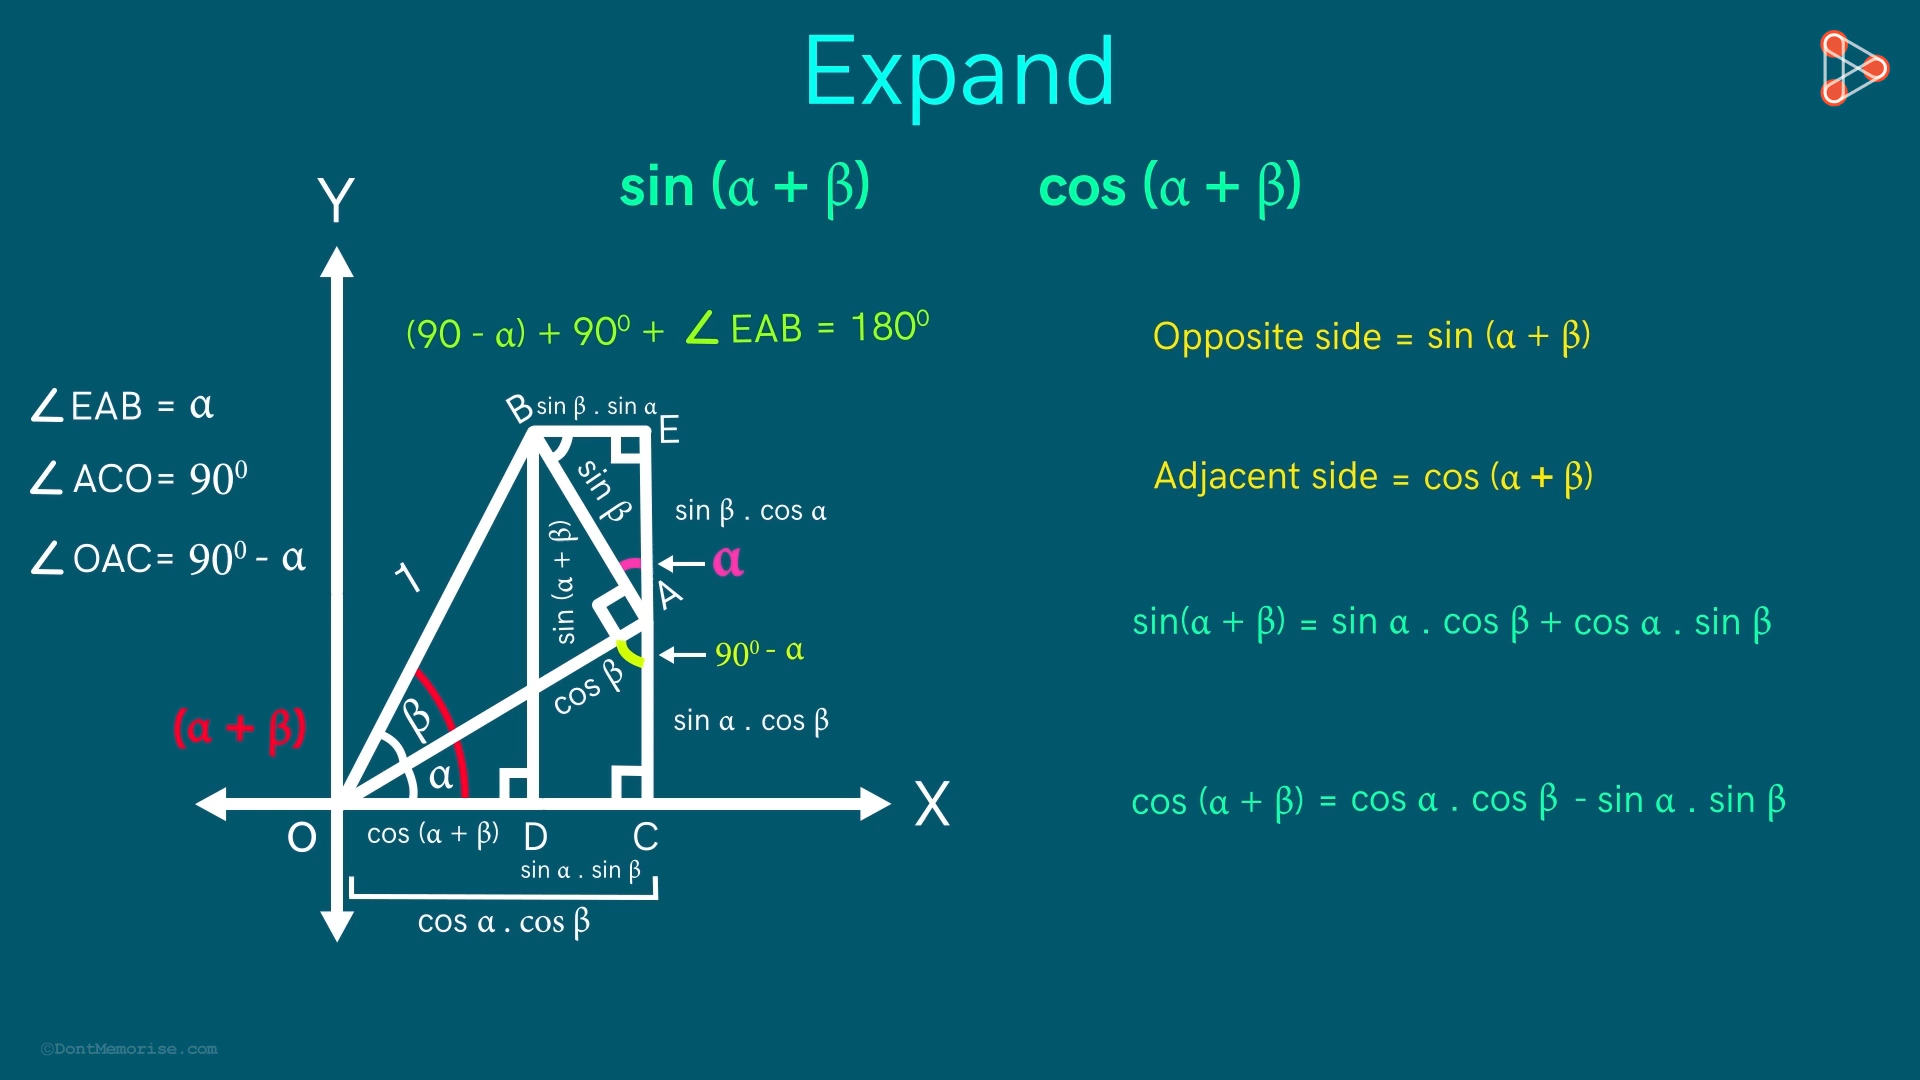 Expand
sin (α + β)
cos (α + β)
Y
(90 - α) + 90⁰ + ∠ EAB = 180⁰
∠ EAB = α
∠ ACO = 90⁰
∠ OAC = 90⁰ - α
B
sin β . sin α
E
sin β
sin β . cos α
1
sin (α + β)
α
A
90⁰ - α
cos β
sin α . cos β
(α + β)
β
α
X
O
cos (α + β)
D
C
sin α . sin β
cos α . cos β
Opposite side = sin (α + β)
Adjacent side = cos (α + β)
sin(α + β) = sin α . cos β + cos α . sin β
cos (α + β) = cos α . cos β - sin α . sin β
©DontMemorise.com